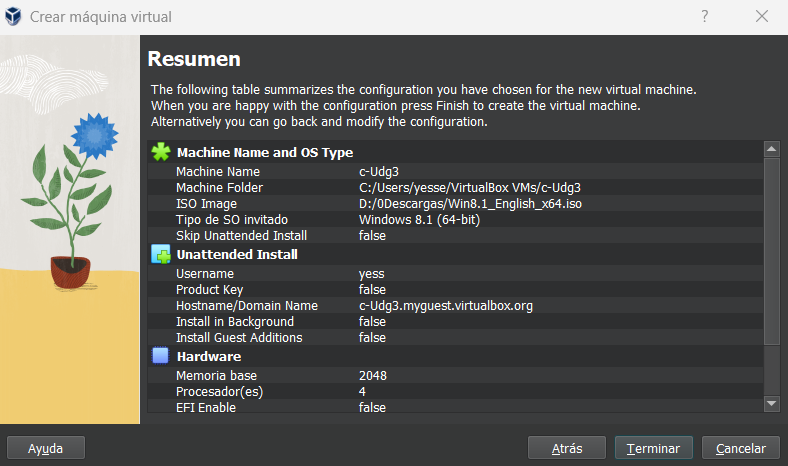 Crear máquina virtual
Resumen
The following table summarizes the configuration you have chosen for the new virtual machine.
When you are happy with the configuration press Finish to create the virtual machine.
Alternatively you can go back and modify the configuration.
Machine Name and OS Type
Machine Name c-Udg3
Machine Folder C:/Users/yesse/VirtualBox VMs/c-Udg3
ISO Image D:/0Descargas/Win8.1_English_x64.iso
Tipo de SO invitado Windows 8.1 (64-bit)
Skip Unattended Install false
Unattended Install
Username yess
Product Key false
Hostname/Domain Name c-Udg3.myguest.virtualbox.org
Install in Background false
Install Guest Additions false
Hardware
Memoria base 2048
Procesador(es) 4
EFI Enable false
Ayuda Atrás Terminar Cancelar